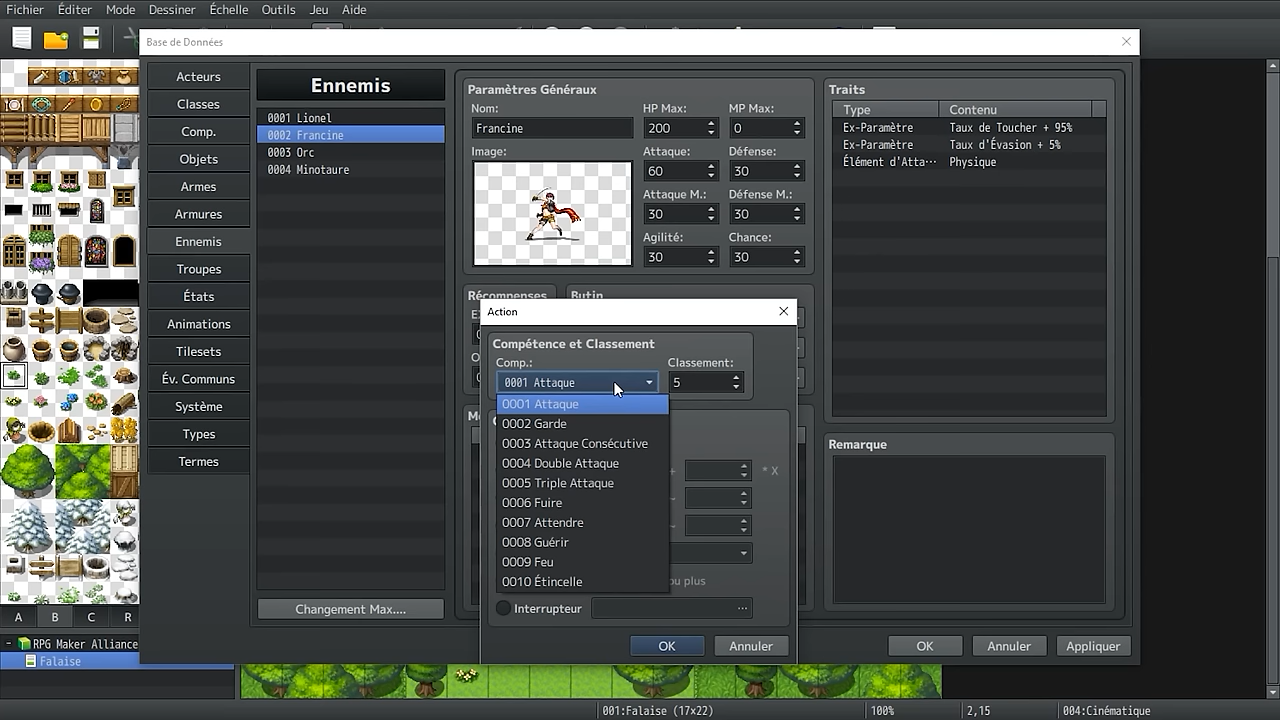 Fichier Éditer Mode Dessiner Échelle Outils Jeu Aide
Base de Données
Acteurs
Classes
Comp.
Objets
Armes
Armures
Ennemis
Troupes
États
Animations
Tilesets
Év. Communs
Système
Types
Termes
Ennemis
0001 Lionel
0002 Francine
0003 Orc
0004 Minotaure
Changement Max....
Paramètres Généraux
Nom: HP Max: MP Max:
Francine 200 0
Image: Attaque: Défense:
60 30
Attaque M.: Défense M.:
30 30
Agilité: Chance:
30 30
Récompenses Butin
Traits
Type Contenu
Ex-Paramètre Taux de Toucher + 95%
Ex-Paramètre Taux d'Évasion + 5%
Élément d'Atta··· Physique
Remarque
Action
Compétence et Classement
Comp.: Classement:
0001 Attaque 5
0001 Attaque
0002 Garde
0003 Attaque Consécutive
0004 Double Attaque
0005 Triple Attaque
0006 Fuire
0007 Attendre
0008 Guérir
0009 Feu
0010 Étincelle
+ * X
~
~
ou plus
Interrupteur ...
OK Annuler
OK Annuler Appliquer
A B C R
RPG Maker Alliance
Falaise
001:Falaise (17x22) 100% 2,15 004:Cinématique